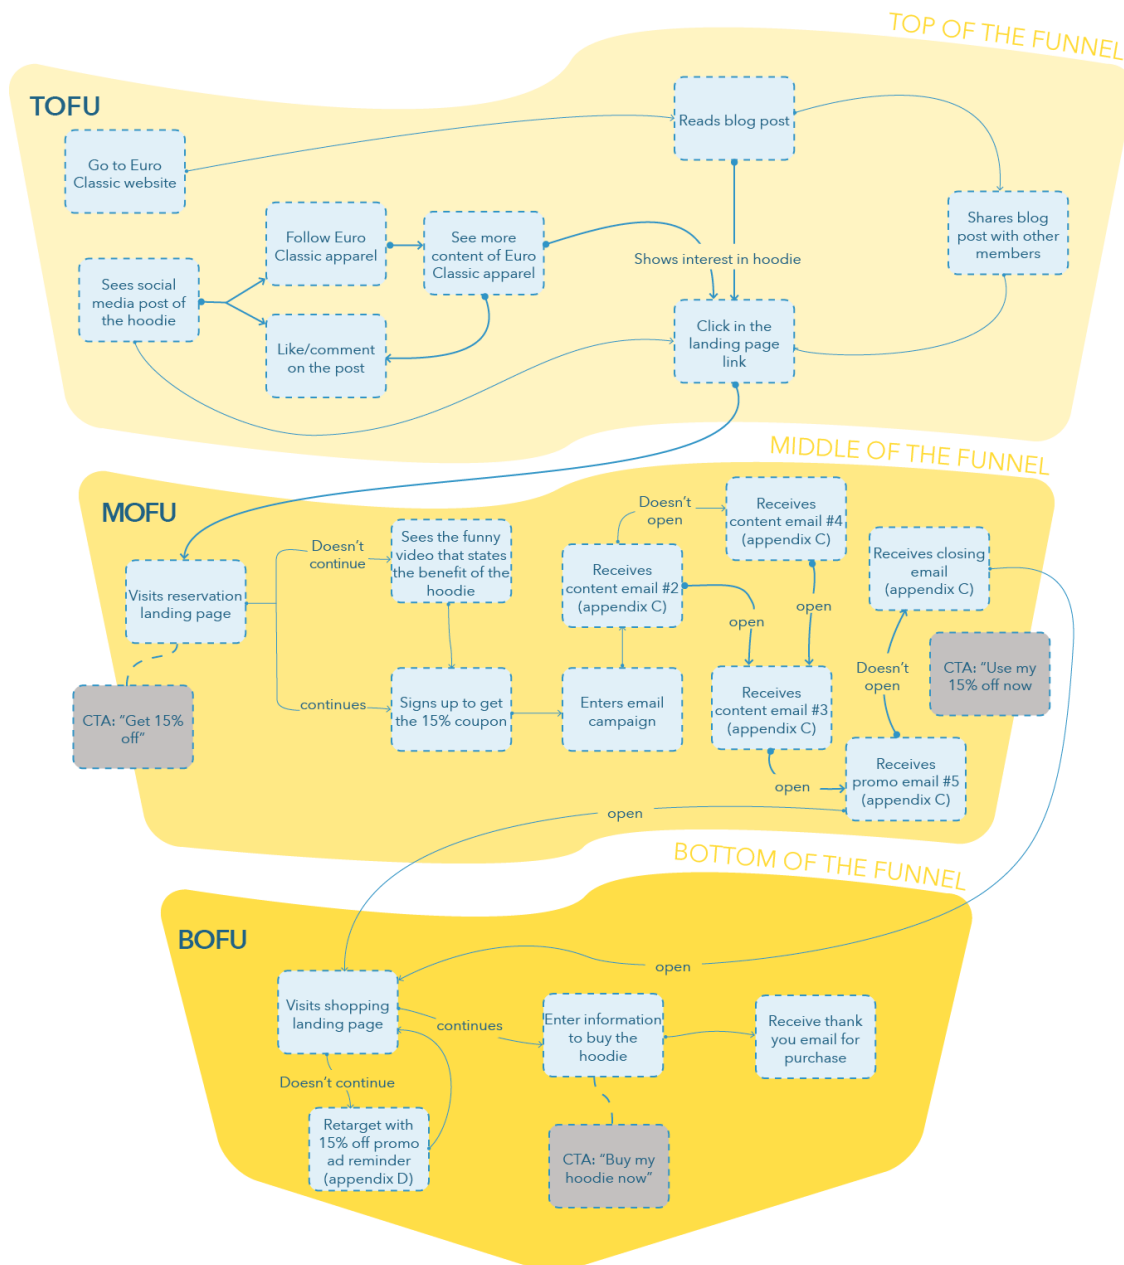 TOP OF THE FUNNEL
TOFU
Reads blog post
Go to Euro
Classic website
Shares blog
post with other
members
Follow Euro
Classic apparel
See more
content of Euro
Classic apparel
Shows interest in hoodie
Sees social
media post of
the hoodie
Like/comment
on the post
Click in the
landing page
link
MIDDLE OF THE FUNNEL
MOFU
Doesn't
open
Receives
content email #4
(appendix C)
Sees the funny
video that states
the benefit of the
hoodie
Doesn't
continue
Receives
content email #2
(appendix C)
Receives closing
email
(appendix C)
Visits reservation
landing page
open
open
CTA: "Get 15%
off"
continues
Signs up to get
the 15% coupon
Enters email
campaign
Receives
content email #3
(appendix C)
Doesn't
open
CTA: "Use my
15% off now
open
Receives
promo email #5
(appendix C)
open
BOTTOM OF THE FUNNEL
BOFU
open
Visits shopping
landing page
continues
Enter information
to buy the
hoodie
Receive thank
you email for
purchase
Doesn't continue
Retarget with
15% off promo
ad reminder
(appendix D)
CTA: "Buy my
hoodie now"